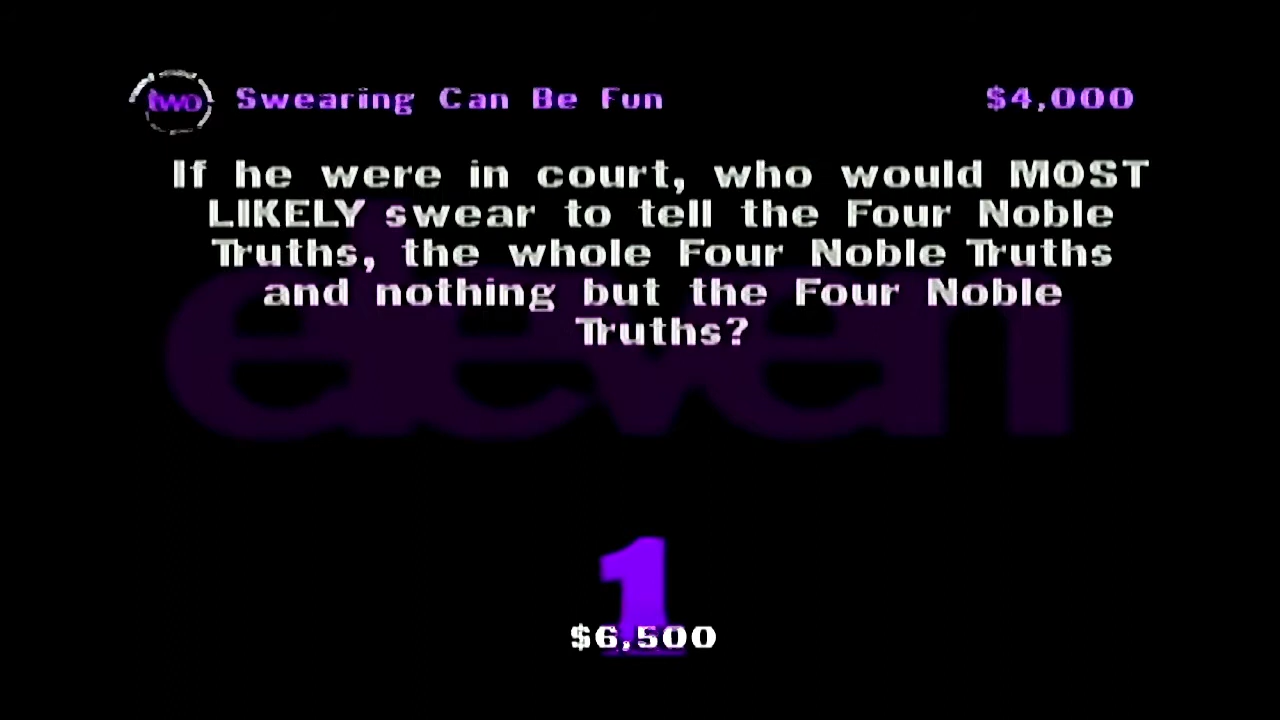 two Swearing Can Be Fun $4,000
If he were in court, who would MOST
LIKELY swear to tell the Four Noble
Truths, the whole Four Noble Truths
and nothing but the Four Noble
Truths?
eleven
1
$6,500